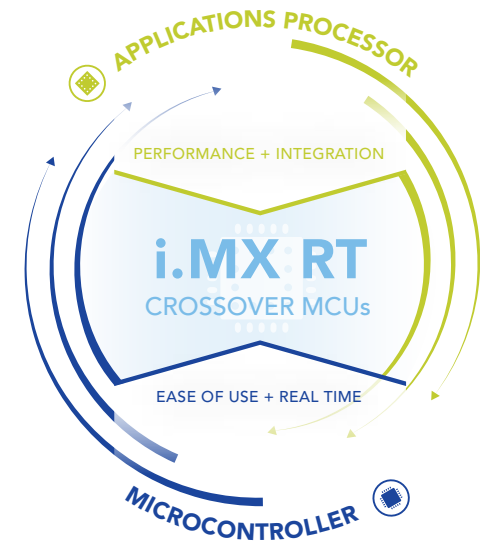 APPLICATIONS PROCESSOR
PERFORMANCE + INTEGRATION
i.MX RT
CROSSOVER MCUs
EASE OF USE + REAL TIME
MICROCONTROLLER